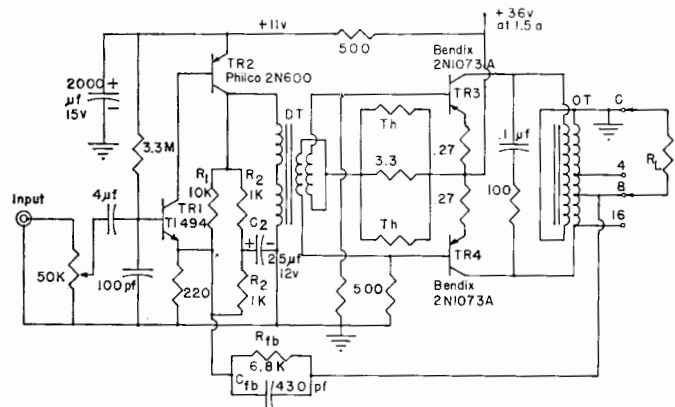 +11v
+36v
at 1.5 a
500
Bendix
2N1073A
TR2
Philco 2N600
TR3
2000
μf
15V
+
−
DT
OT
C
Th
.27
.1 μf
3.3M
R1
10K
R2
1K
3.3
4
RL
Input
4μf
TR1
TI 494
C2
+
−
25μf
12v
.27
100
8
Th
16
50K
100 pf
220
R2
1K
TR4
Bendix
2N1073A
500
Rfb
6.8K
Cfb
430 pf